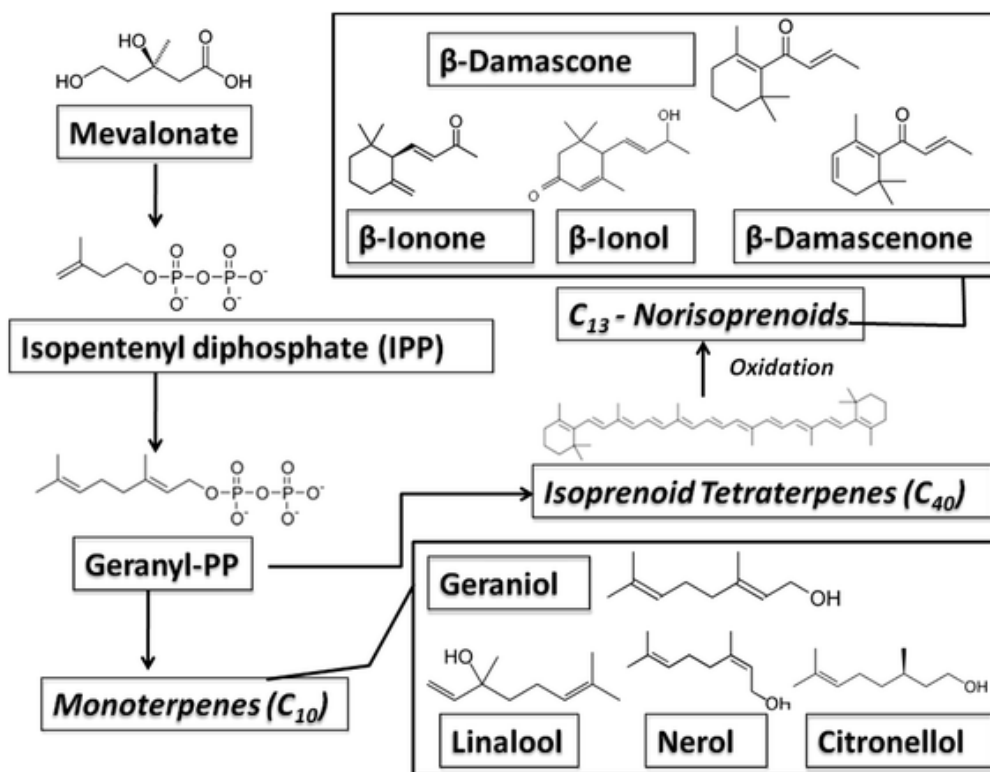 HO
HO
O
OH
Mevalonate
O P O P O-
O O
O- O-
Isopentenyl diphosphate (IPP)
O P O P O-
O O
O- O-
Geranyl-PP
Monoterpenes (C10)
β-Damascone
O
O
β-Ionone
OH
O
β-Ionol
O
β-Damascenone
C13 - Norisoprenoids
Oxidation
Isoprenoid Tetraterpenes (C40)
Geraniol
OH
HO
Linalool
Oh
Nerol
OH
Citronellol